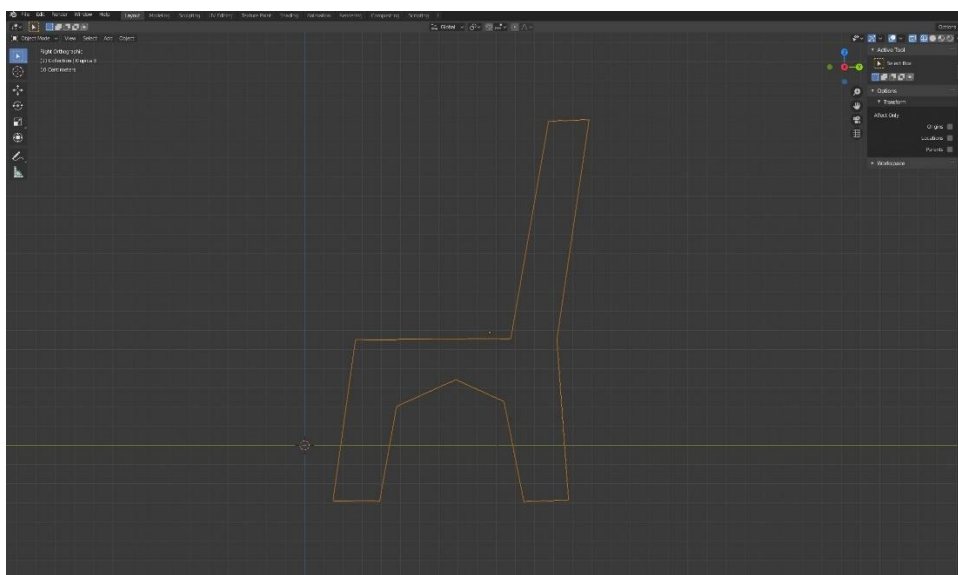 File Edit Render Window Help Layout Modeling Sculpting UV Editing Texture Paint Shading Animation Rendering Compositing Scripting +
Global Options
Object Mode View Select Add Object
Right Orthographic
(1) Collection |
10 Centimeters
Z
Y
Active Tool
Select Box
Options
Transform
Affect Only
Origins
Locations
Parents
Workspace